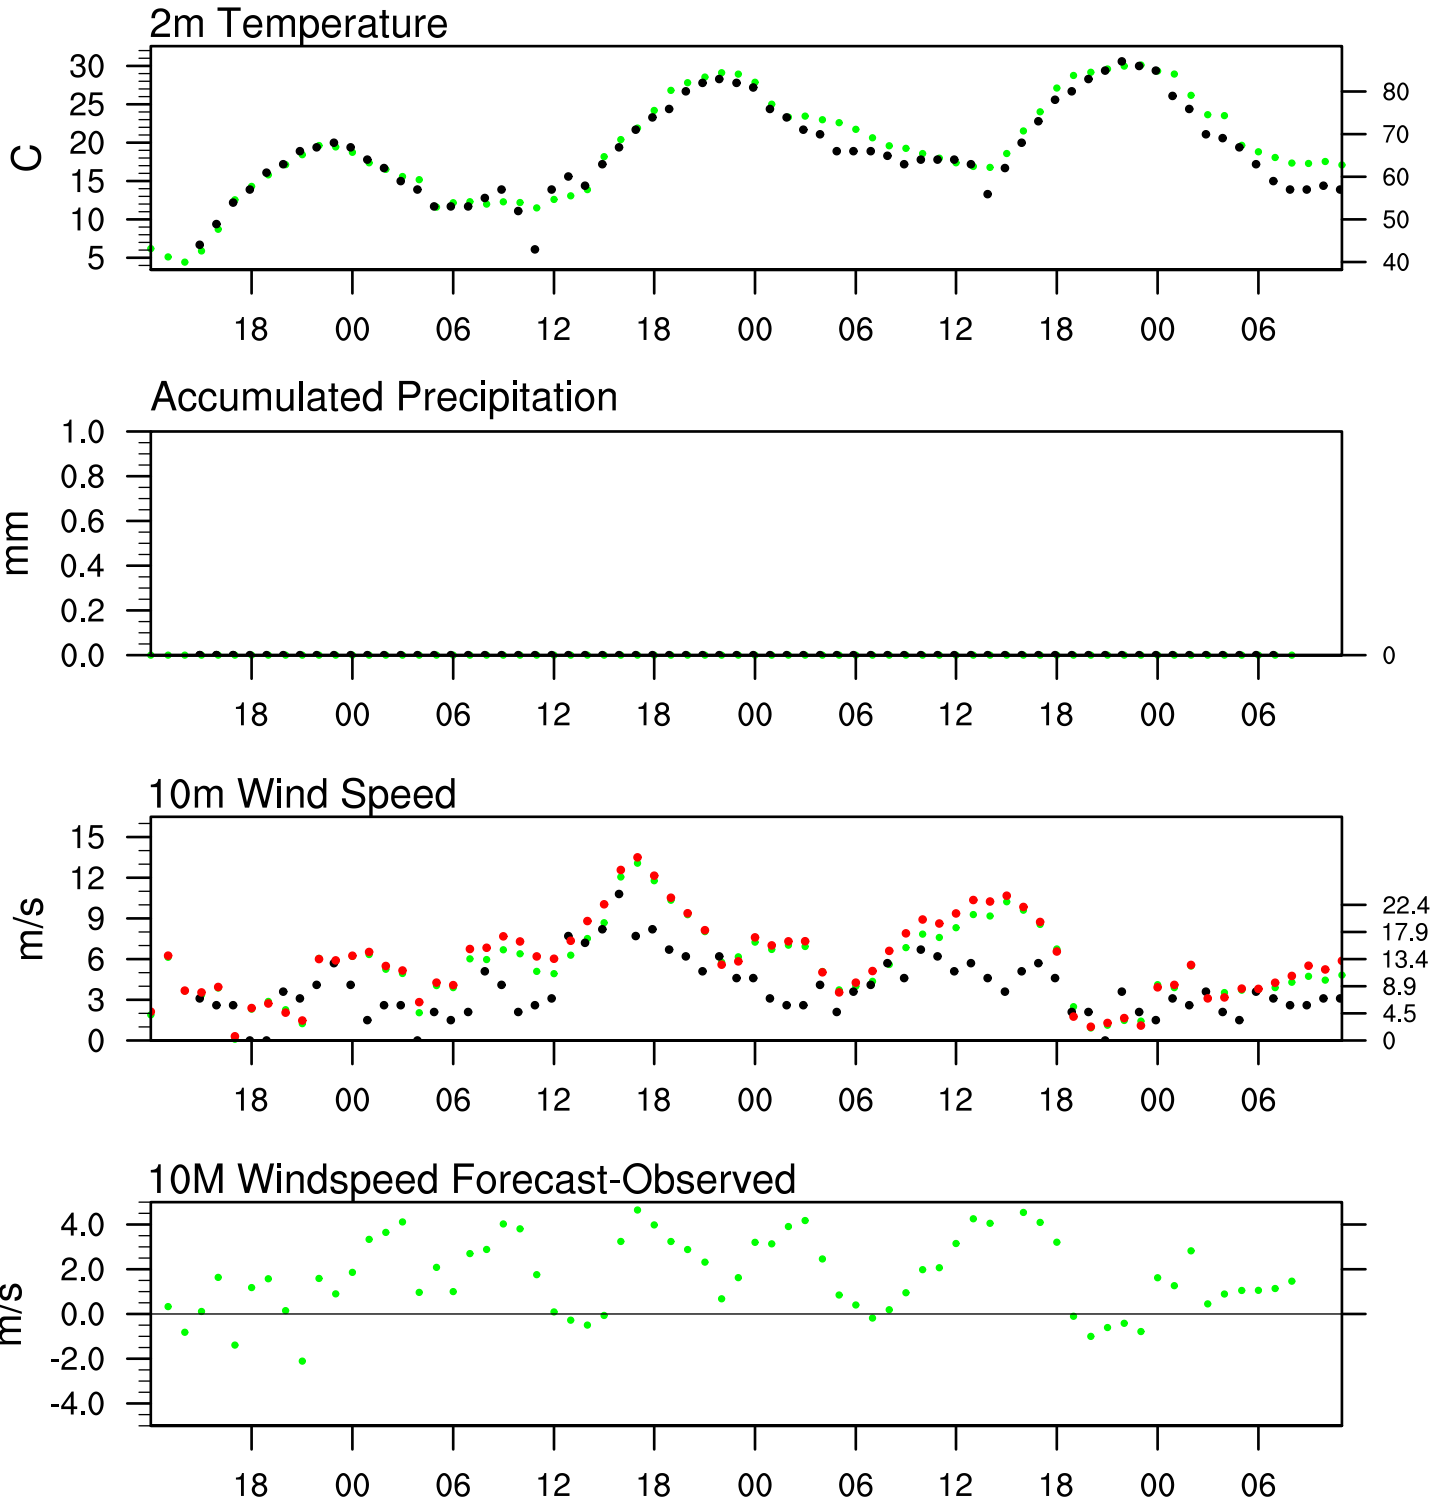 2m Temperature
30
25
20
15
10
5
C
80
70
60
50
40
18 00 06 12 18 00 06 12 18 00 06
Accumulated Precipitation
1.0
0.8
0.6
0.4
0.2
0.0
mm
0
18 00 06 12 18 00 06 12 18 00 06
10m Wind Speed
15
12
9
6
3
0
m/s
22.4
17.9
13.4
8.9
4.5
0
18 00 06 12 18 00 06 12 18 00 06
10M Windspeed Forecast-Observed
4.0
2.0
0.0
-2.0
-4.0
m/s
18 00 06 12 18 00 06 12 18 00 06